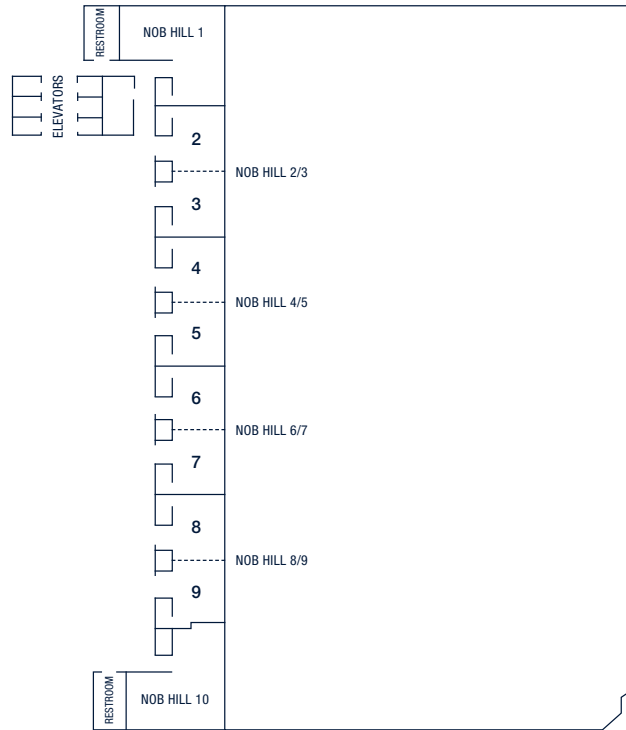 RESTROOM
NOB HILL 1
ELEVATORS
2
NOB HILL 2/3
3
4
NOB HILL 4/5
5
6
NOB HILL 6/7
7
8
NOB HILL 8/9
9
RESTROOM
NOB HILL 10